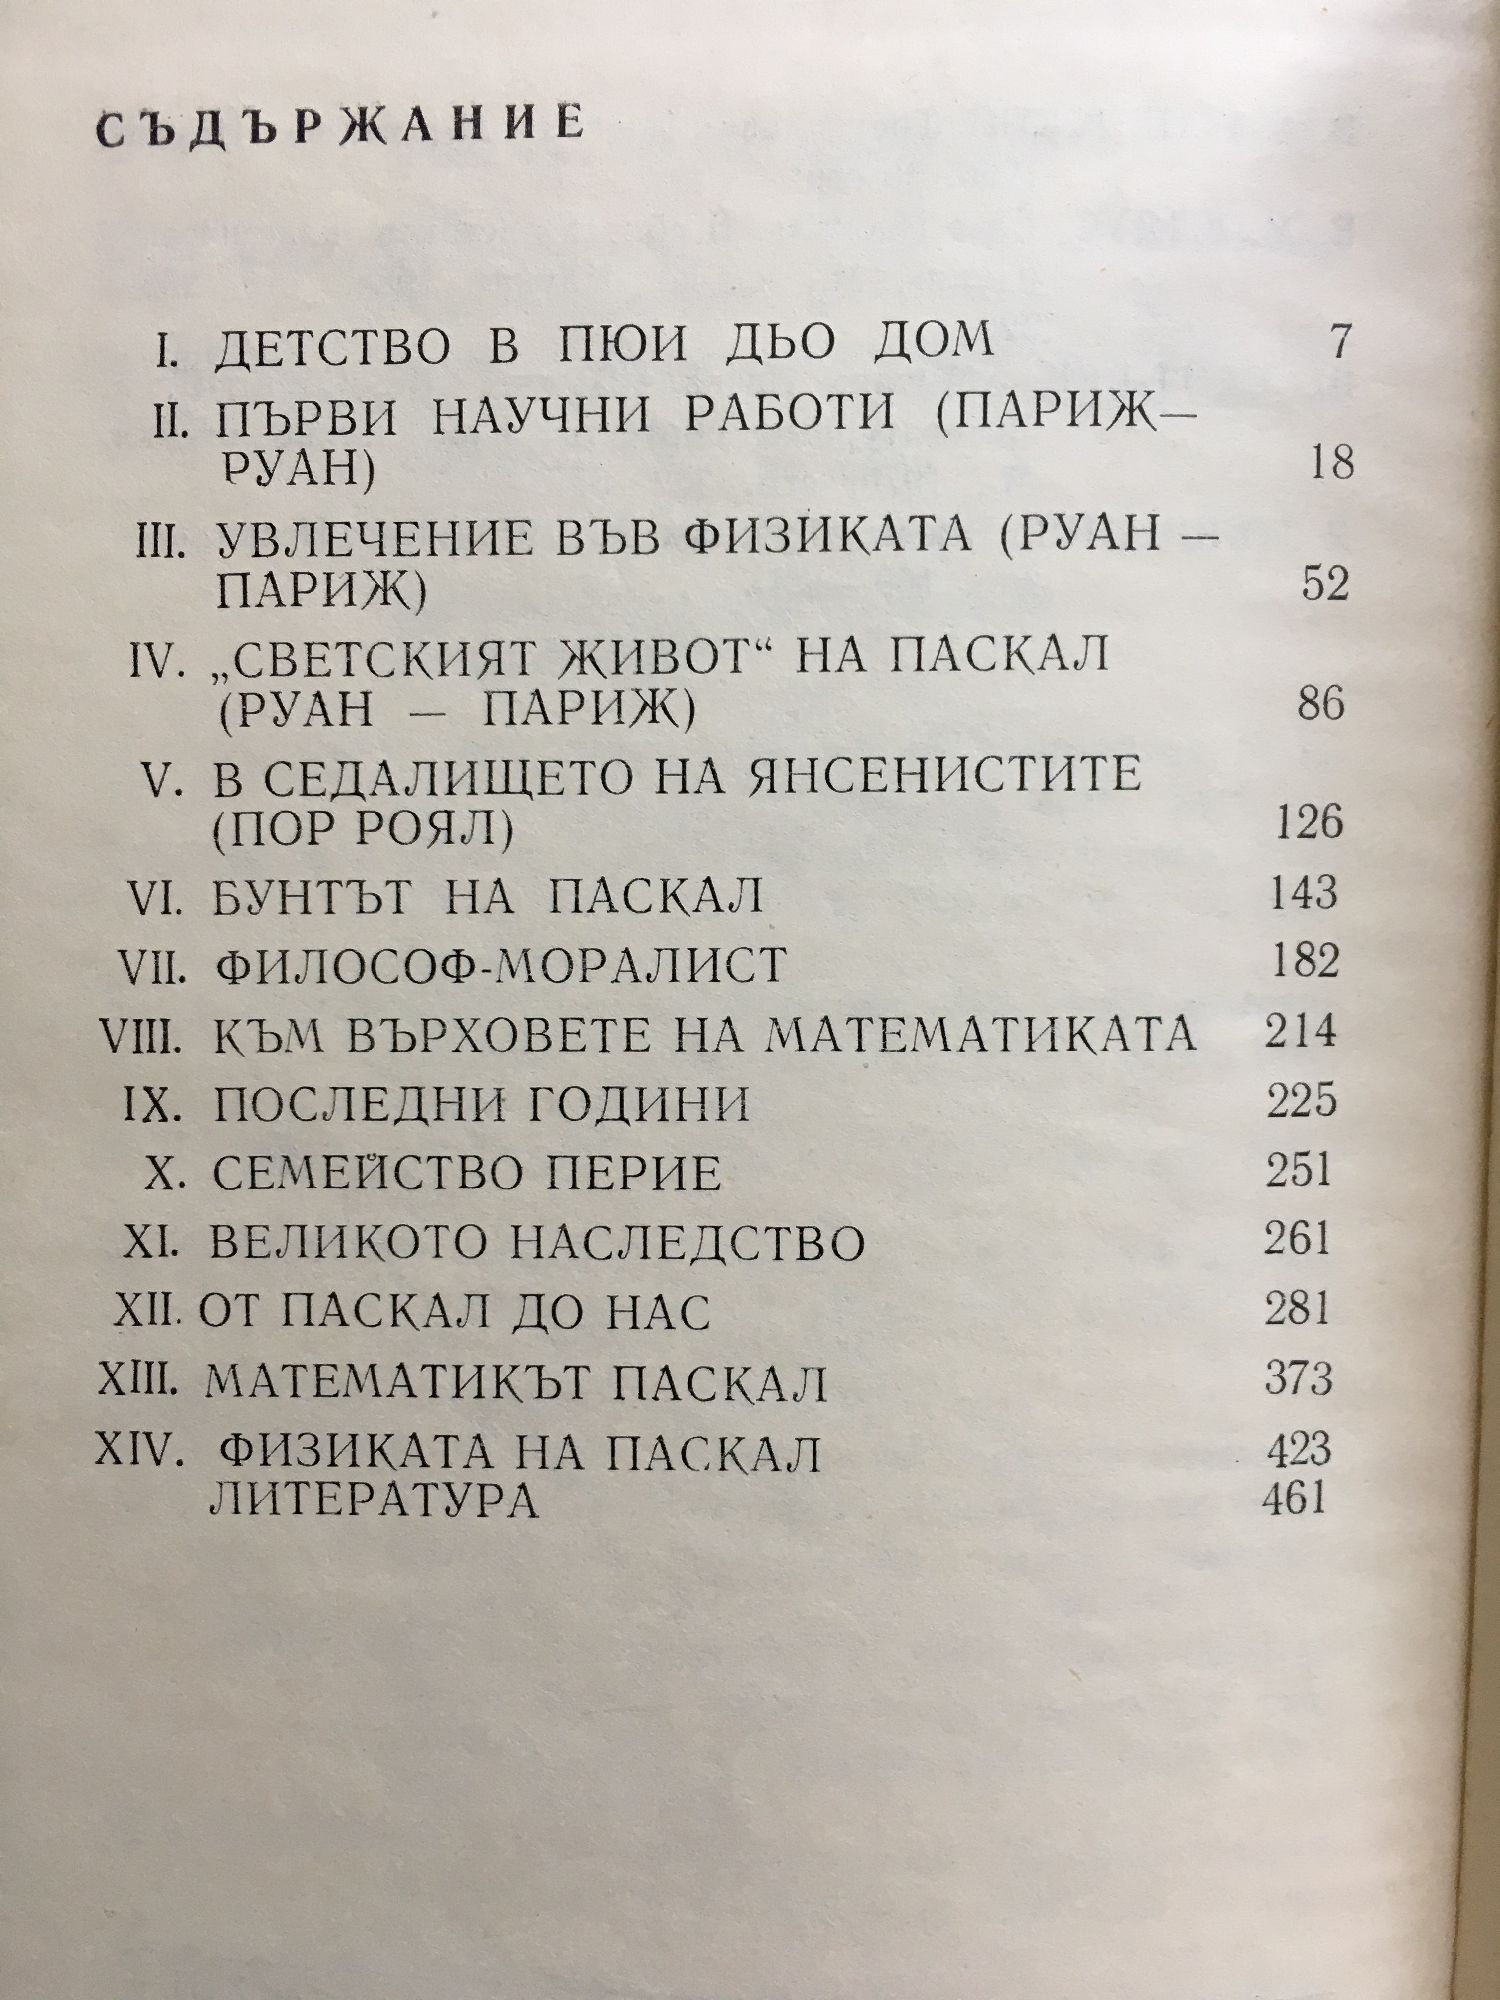 СЪДЪРЖАНИЕ
I. ДЕТСТВО В ПЮИ ДЬО ДОМ 7
II. ПЪРВИ НАУЧНИ РАБОТИ (ПАРИЖ—
РУАН) 18
III. УВЛЕЧЕНИЕ ВЪВ ФИЗИКАТА (РУАН —
ПАРИЖ) 52
IV. „СВЕТСКИЯТ ЖИВОТ“ НА ПАСКАЛ
(РУАН — ПАРИЖ) 86
V. В СЕДАЛИЩЕТО НА ЯНСЕНИСТИТЕ
(ПОР РОЯЛ) 126
VI. БУНТЪТ НА ПАСКАЛ 143
VII. ФИЛОСОФ-МОРАЛИСТ 182
VIII. КЪМ ВЪРХОВЕТЕ НА МАТЕМАТИКАТА 214
IX. ПОСЛЕДНИ ГОДИНИ 225
X. СЕМЕЙСТВО ПЕРИЕ 251
XI. ВЕЛИКОТО НАСЛЕДСТВО 261
XII. ОТ ПАСКАЛ ДО НАС 281
XIII. МАТЕМАТИКЪТ ПАСКАЛ 373
XIV. ФИЗИКАТА НА ПАСКАЛ 423
ЛИТЕРАТУРА 461